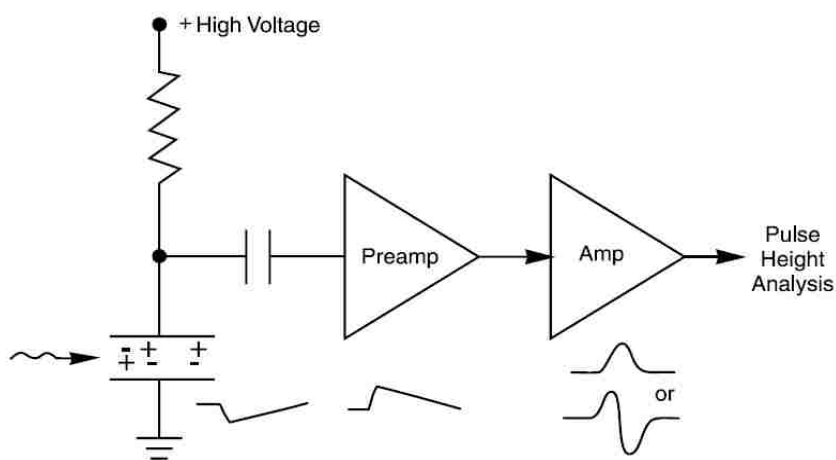 + High Voltage
Preamp
Amp
Pulse
Height
Analysis
- + +
+ - -
or